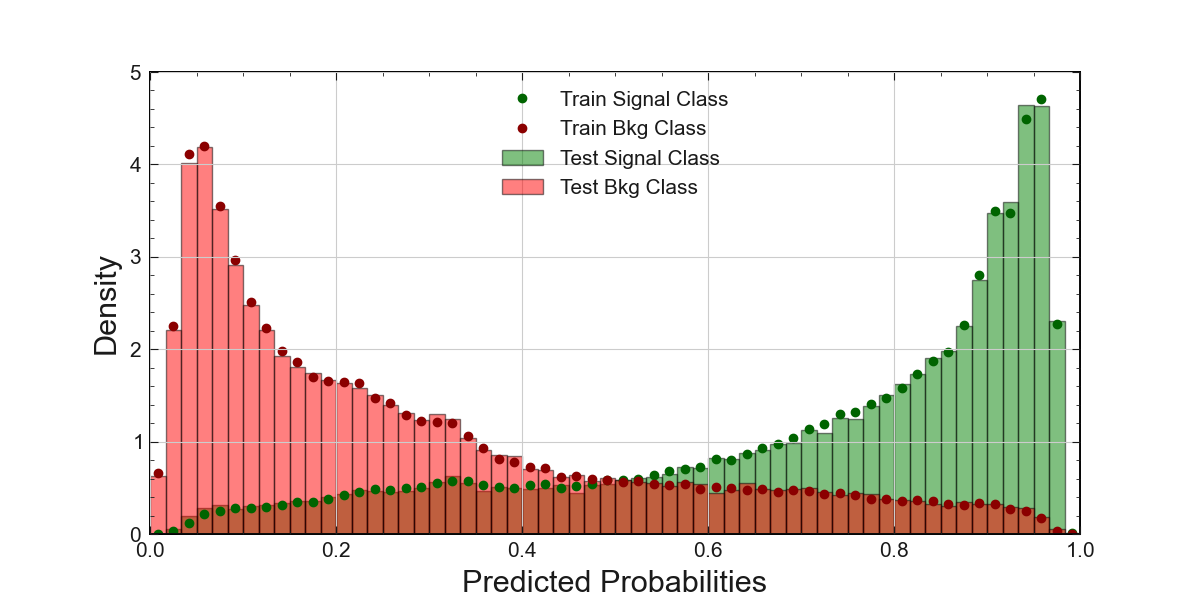 Train Signal Class
Train Bkg Class
Test Signal Class
Test Bkg Class
Density
5
4
3
2
1
0
0.0 0.2 0.4 0.6 0.8 1.0
Predicted Probabilities